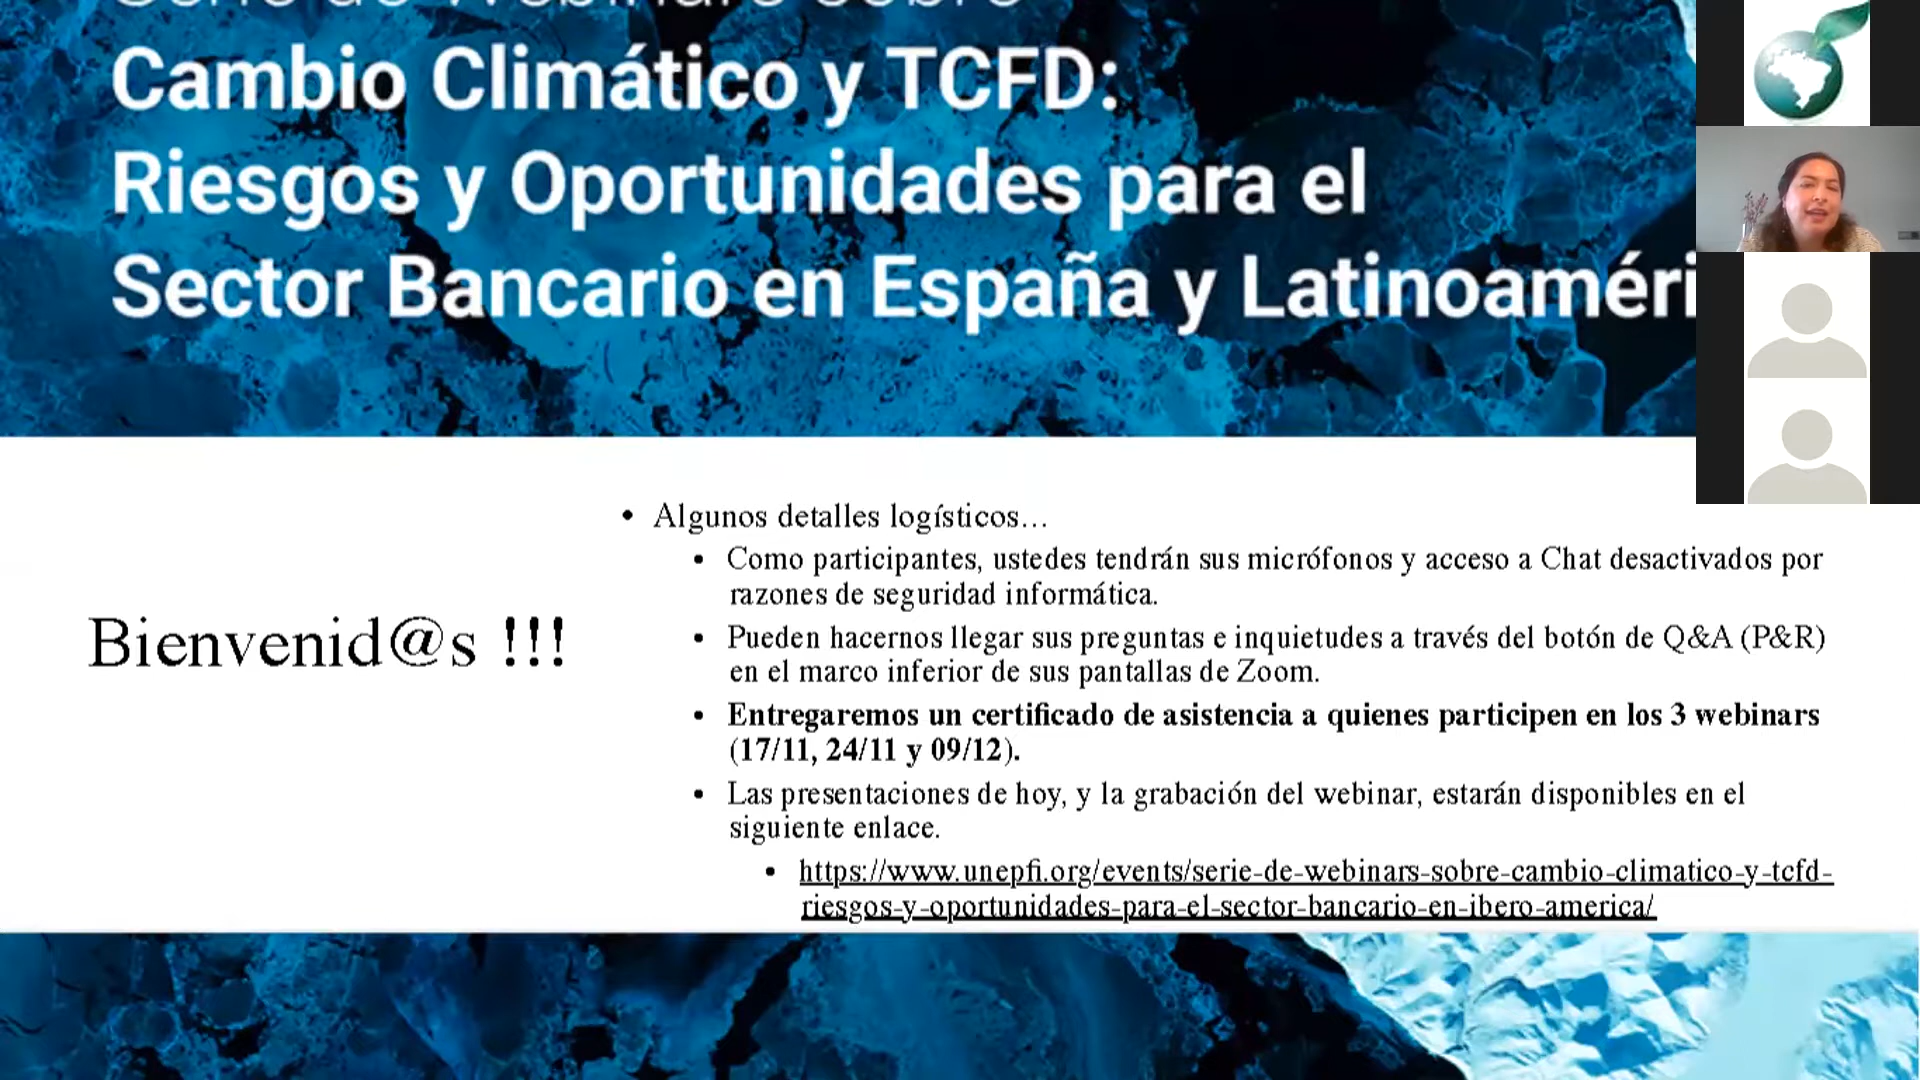 Serie de Webinars sobre
Cambio Climático y TCFD:
Riesgos y Oportunidades para el
Sector Bancario en España y Latinoaméri
Bienvenid@s !!!
• Algunos detalles logísticos…
• Como participantes, ustedes tendrán sus micrófonos y acceso a Chat desactivados por
razones de seguridad informática.
• Pueden hacernos llegar sus preguntas e inquietudes a través del botón de Q&A (P&R)
en el marco inferior de sus pantallas de Zoom.
• Entregaremos un certificado de asistencia a quienes participen en los 3 webinars
(17/11, 24/11 y 09/12).
• Las presentaciones de hoy, y la grabación del webinar, estarán disponibles en el
siguiente enlace.
• https://www.unepfi.org/events/serie-de-webinars-sobre-cambio-climatico-y-tcfd-
riesgos-y-oportunidades-para-el-sector-bancario-en-ibero-america/